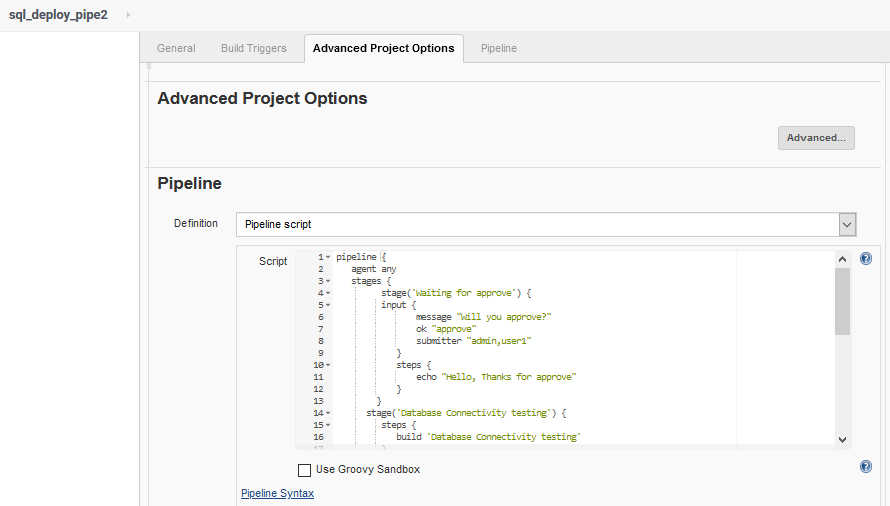 sql_deploy_pipe2
General Build Triggers Advanced Project Options Pipeline
Advanced Project Options
Advanced...
Pipeline
Definition Pipeline script
Script
1 pipeline {
2 agent any
3 stages {
4 stage('Waiting for approve') {
5 input {
6 message "Will you approve?"
7 ok "approve"
8 submitter "admin,user1"
9 }
10 steps {
11 echo "Hello, Thanks for approve"
12 }
13 }
14 stage('Database Connectivity testing') {
15 steps {
16 build 'Database Connectivity testing'
17 }
Use Groovy Sandbox
Pipeline Syntax